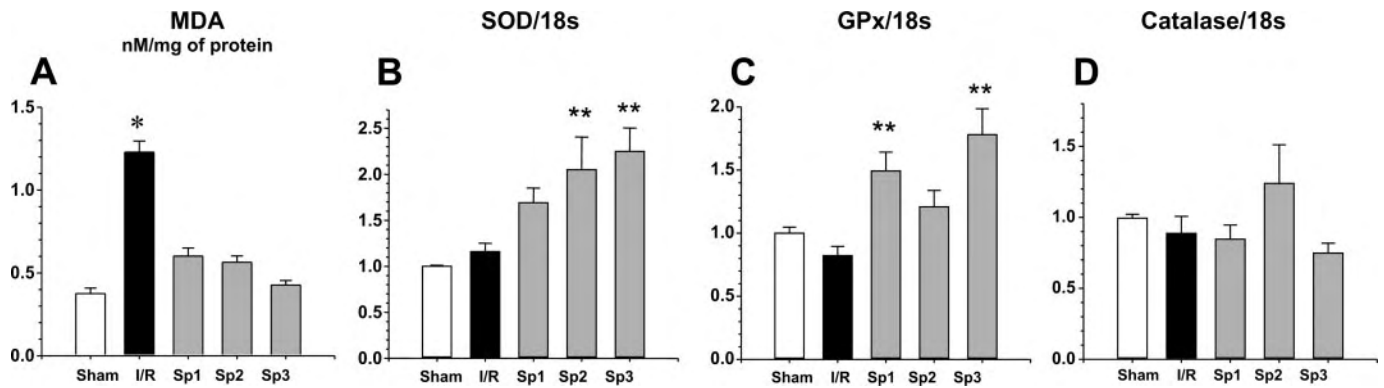 MDA
nM/mg of protein
SOD/18s
GPx/18s
Catalase/18s
A
B
C
D
1.5
1.0
0.5
0.0
*
Sham I/R Sp1 Sp2 Sp3
2.5
2.0
1.5
1.0
0.5
0.0
** **
Sham I/R Sp1 Sp2 Sp3
2.0
1.5
1.0
0.5
0.0
** **
Sham I/R Sp1 Sp2 Sp3
1.5
1.0
0.5
0.0
Sham I/R Sp1 Sp2 Sp3